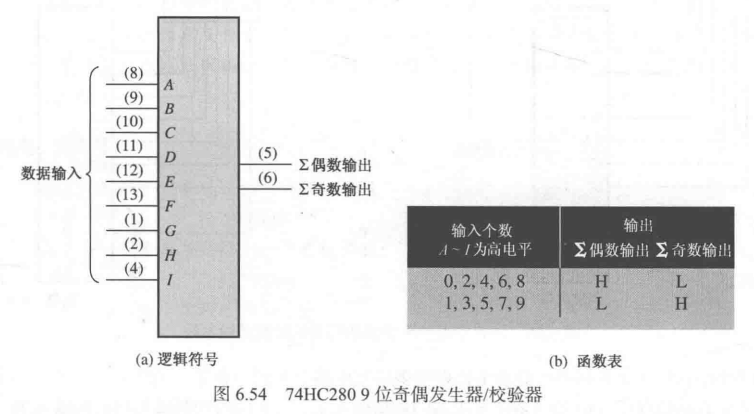 (8)
A
(9)
B
(10)
C
(11)
D
数据输入
(12)
E
(13)
F
(1)
G
(2)
H
(4)
I
(5)
Σ偶数输出
(6)
Σ奇数输出
(a) 逻辑符号
输入个数
A ~ I 为高电平
输出
Σ偶数输出 Σ奇数输出
0, 2, 4, 6, 8 H L
1, 3, 5, 7, 9 L H
(b) 函数表
图 6.54 74HC280 9 位奇偶发生器/校验器